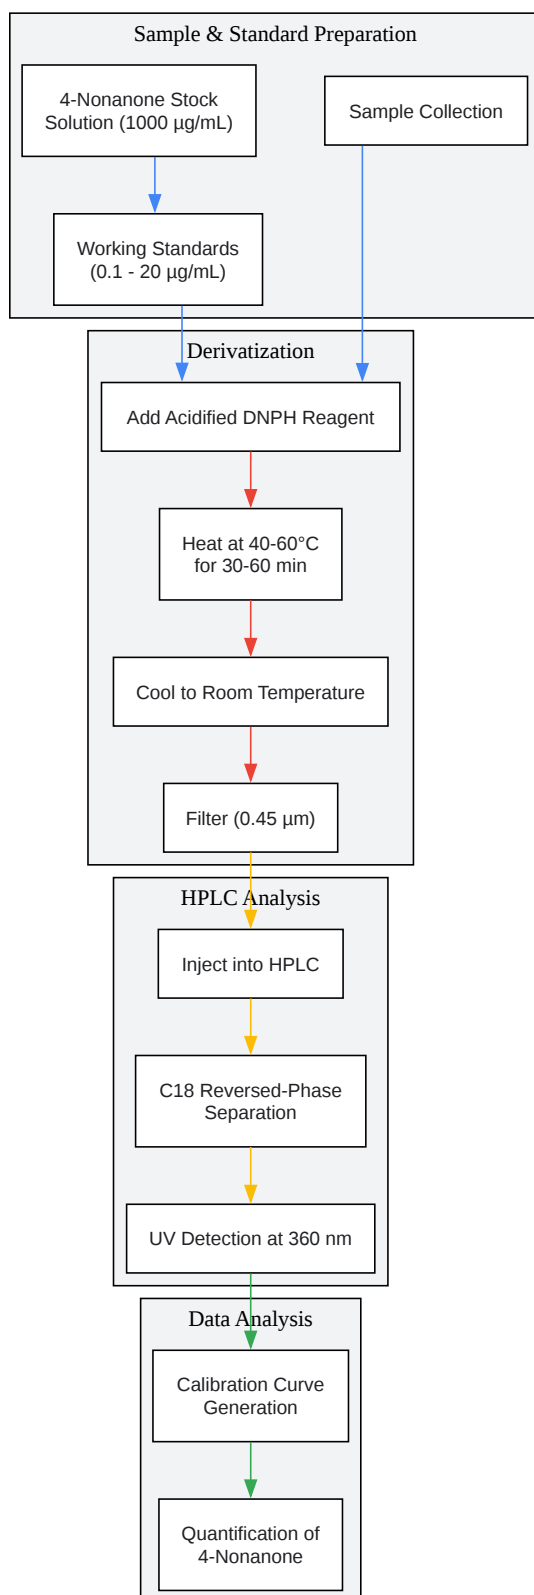 Sample & Standard Preparation
4-Nonanone Stock
Solution (1000 µg/mL)
Sample Collection
Working Standards
(0.1 - 20 µg/mL)
Derivatization
Add Acidified DNPH Reagent
Heat at 40-60°C
for 30-60 min
Cool to Room Temperature
Filter (0.45 µm)
HPLC Analysis
Inject into HPLC
C18 Reversed-Phase
Separation
UV Detection at 360 nm
Data Analysis
Calibration Curve
Generation
Quantification of
4-Nonanone